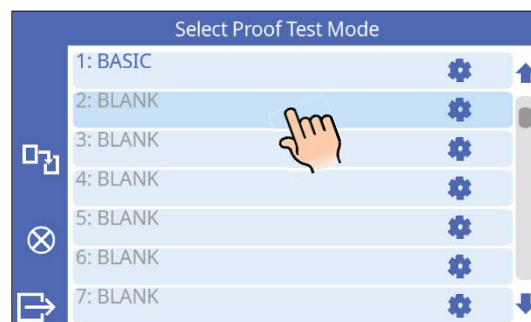 Select Proof Test Mode
1: BASIC
2: BLANK
3: BLANK
4: BLANK
5: BLANK
6: BLANK
7: BLANK